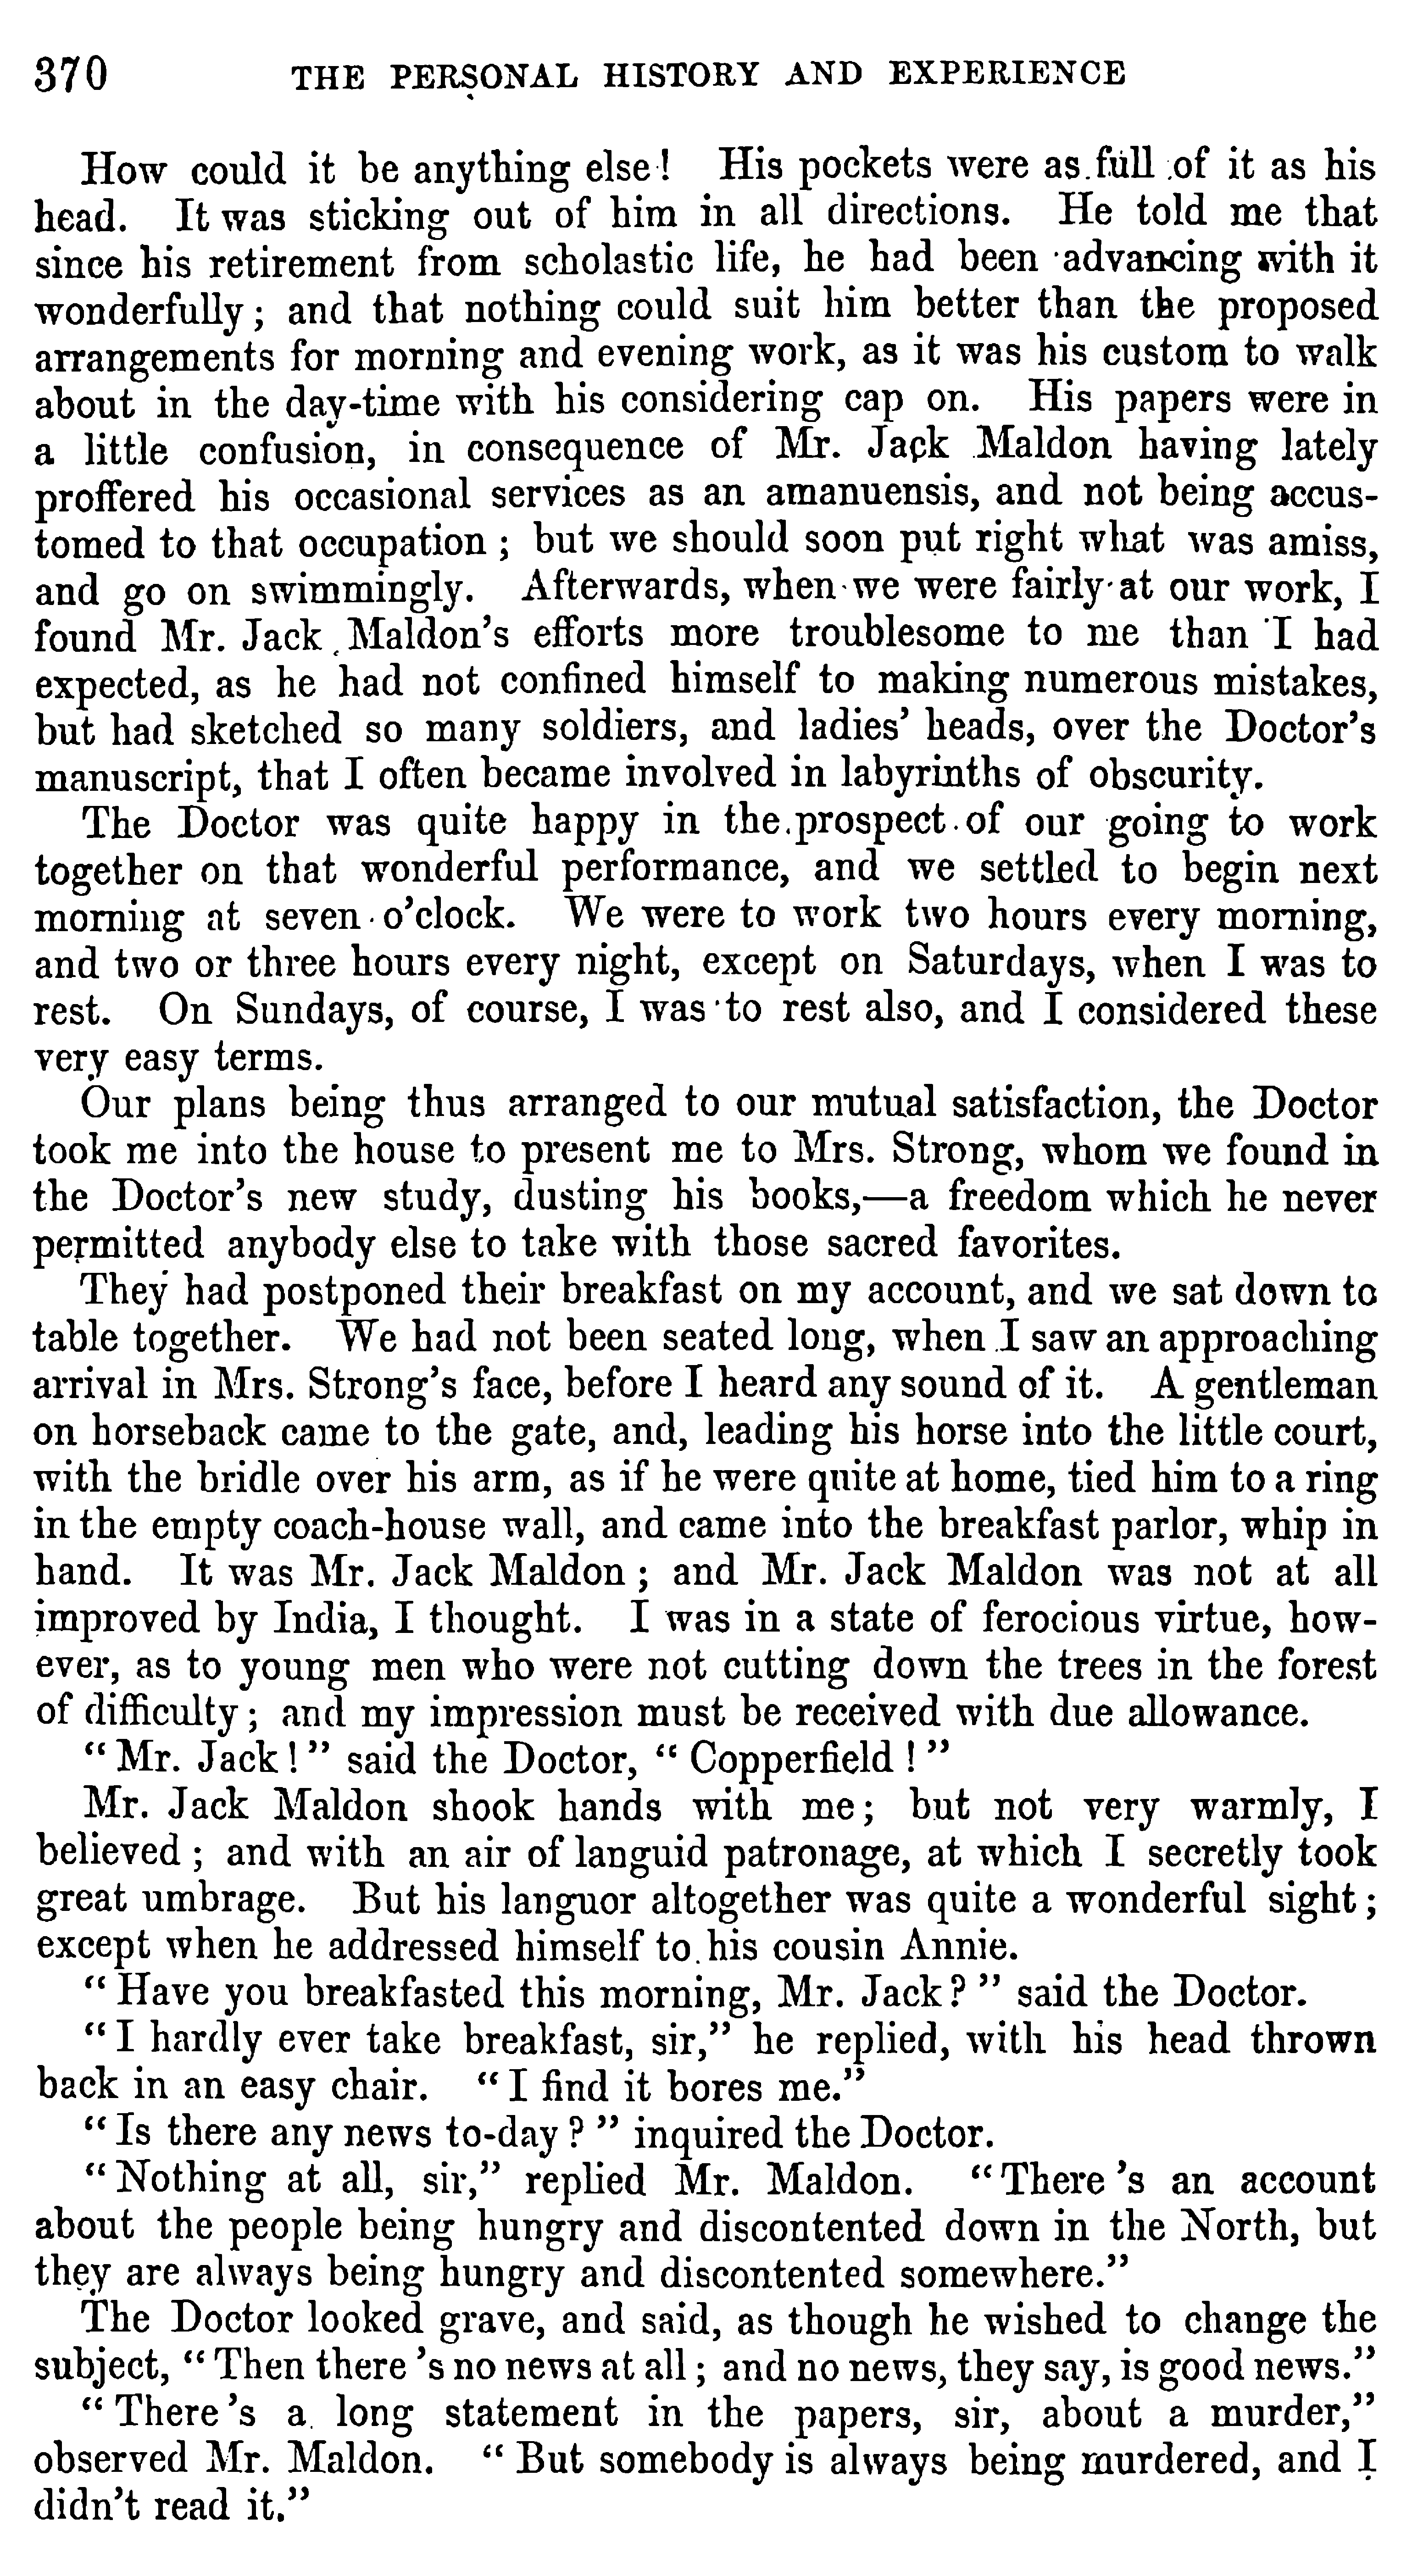 370 THE PERSONAL HISTORY AND EXPERIENCE
How could it be anything else! His pockets were as full of it as his
head. It was sticking out of him in all directions. He told me that
since his retirement from scholastic life, he had been advancing with it
wonderfully; and that nothing could suit him better than the proposed
arrangements for morning and evening work, as it was his custom to walk
about in the day-time with his considering cap on. His papers were in
a little confusion, in consequence of Mr. Jack Maldon having lately
proffered his occasional services as an amanuensis, and not being accus-
tomed to that occupation; but we should soon put right what was amiss,
and go on swimmingly. Afterwards, when we were fairly at our work, I
found Mr. Jack Maldon's efforts more troublesome to me than I had
expected, as he had not confined himself to making numerous mistakes,
but had sketched so many soldiers, and ladies' heads, over the Doctor's
manuscript, that I often became involved in labyrinths of obscurity.
The Doctor was quite happy in the prospect of our going to work
together on that wonderful performance, and we settled to begin next
morning at seven o'clock. We were to work two hours every morning,
and two or three hours every night, except on Saturdays, when I was to
rest. On Sundays, of course, I was to rest also, and I considered these
very easy terms.
Our plans being thus arranged to our mutual satisfaction, the Doctor
took me into the house to present me to Mrs. Strong, whom we found in
the Doctor's new study, dusting his books,—a freedom which he never
permitted anybody else to take with those sacred favorites.
They had postponed their breakfast on my account, and we sat down to
table together. We had not been seated long, when I saw an approaching
arrival in Mrs. Strong's face, before I heard any sound of it. A gentleman
on horseback came to the gate, and, leading his horse into the little court,
with the bridle over his arm, as if he were quite at home, tied him to a ring
in the empty coach-house wall, and came into the breakfast parlor, whip in
hand. It was Mr. Jack Maldon; and Mr. Jack Maldon was not at all
improved by India, I thought. I was in a state of ferocious virtue, how-
ever, as to young men who were not cutting down the trees in the forest
of difficulty; and my impression must be received with due allowance.
"Mr. Jack!" said the Doctor, "Copperfield!"
Mr. Jack Maldon shook hands with me; but not very warmly, I
believed; and with an air of languid patronage, at which I secretly took
great umbrage. But his languor altogether was quite a wonderful sight;
except when he addressed himself to his cousin Annie.
"Have you breakfasted this morning, Mr. Jack?" said the Doctor.
"I hardly ever take breakfast, sir," he replied, with his head thrown
back in an easy chair. "I find it bores me."
"Is there any news to-day?" inquired the Doctor.
"Nothing at all, sir," replied Mr. Maldon. "There's an account
about the people being hungry and discontented down in the North, but
they are always being hungry and discontented somewhere."
The Doctor looked grave, and said, as though he wished to change the
subject, "Then there's no news at all; and no news, they say, is good news."
"There's a long statement in the papers, sir, about a murder,"
observed Mr. Maldon. "But somebody is always being murdered, and I
didn't read it."